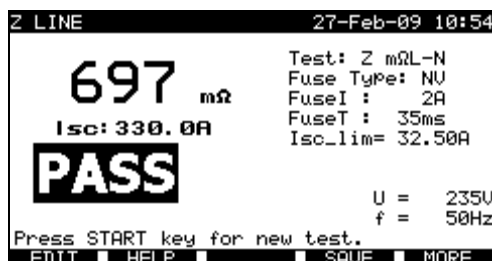 Z LINE 27-Feb-09 10:54
Test: Z mΩL-N
697 mΩ
Fuse Type: NV
FuseI : 2A
FuseT : 35ms
Isc: 330.0A
Isc_lim= 32.50A
PASS
U = 235V
f = 50Hz
Press START key for new test.
EDIT HELP SAVE MORE